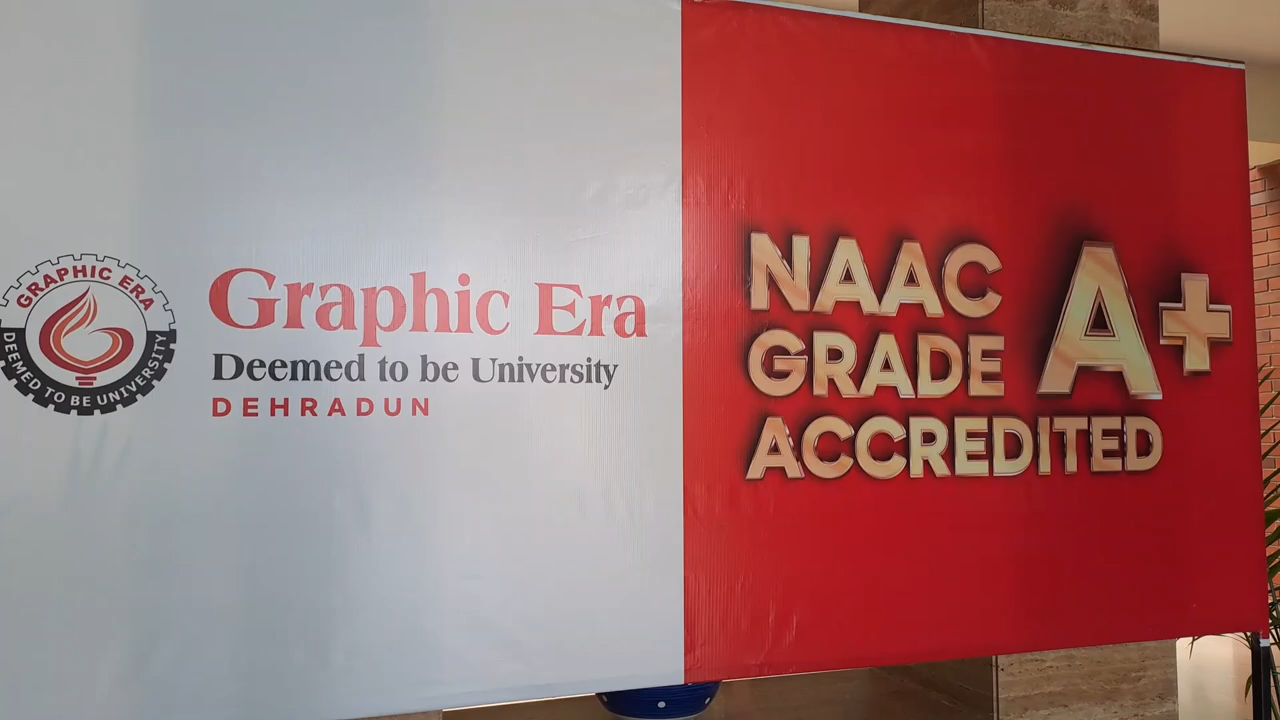 GRAPHIC ERA
DEEMED TO BE UNIVERSITY
Graphic Era
Deemed to be University
DEHRADUN
NAAC
GRADE A+
ACCREDITED